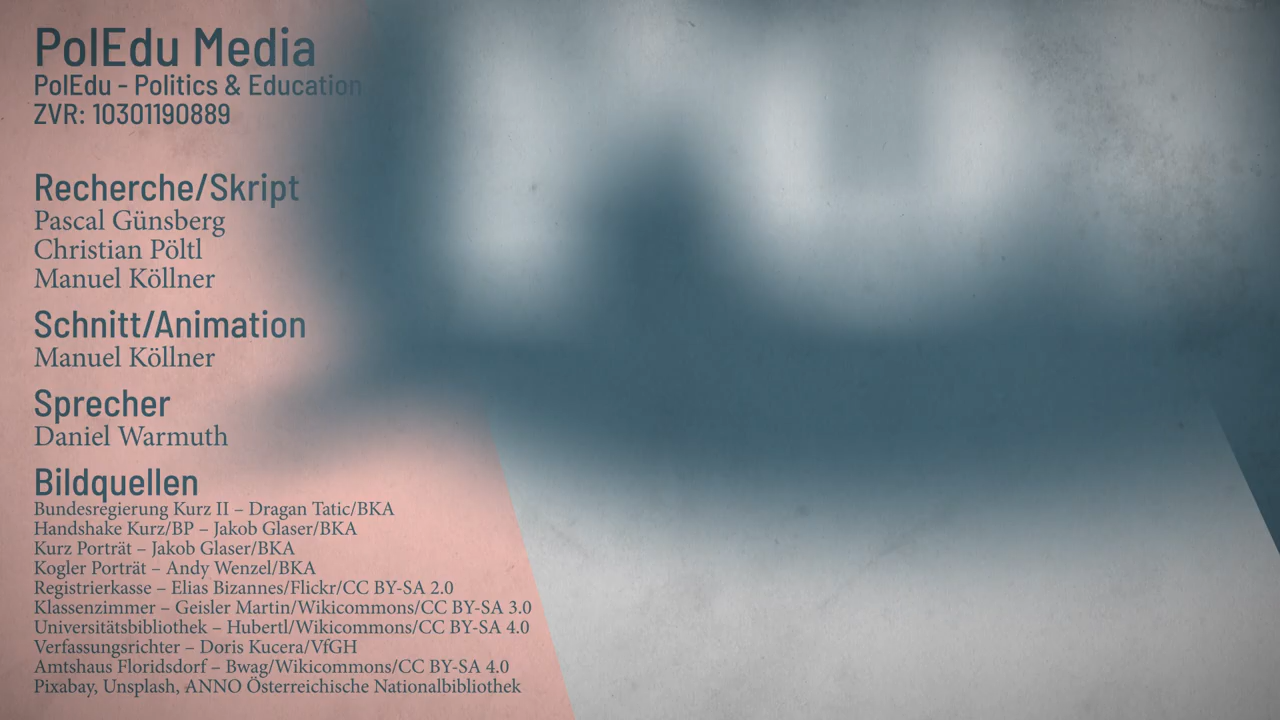 PolEdu Media
PolEdu - Politics & Education
ZVR: 10301190889
Recherche/Skript
Pascal Günsberg
Christian Pöltl
Manuel Köllner
Schnitt/Animation
Manuel Köllner
Sprecher
Daniel Warmuth
Bildquellen
Bundesregierung Kurz II – Dragan Tatic/BKA
Handshake Kurz/BP – Jakob Glaser/BKA
Kurz Porträt – Jakob Glaser/BKA
Kogler Porträt – Andy Wenzel/BKA
Registrierkasse – Elias Bizannes/Flickr/CC BY-SA 2.0
Klassenzimmer – Geisler Martin/Wikicommons/CC BY-SA 3.0
Universitätsbibliothek – Hubertl/Wikicommons/CC BY-SA 4.0
Verfassungsrichter – Doris Kucera/VfGH
Amtshaus Floridsdorf – Bwag/Wikicommons/CC BY-SA 4.0
Pixabay, Unsplash, ANNO Österreichische Nationalbibliothek